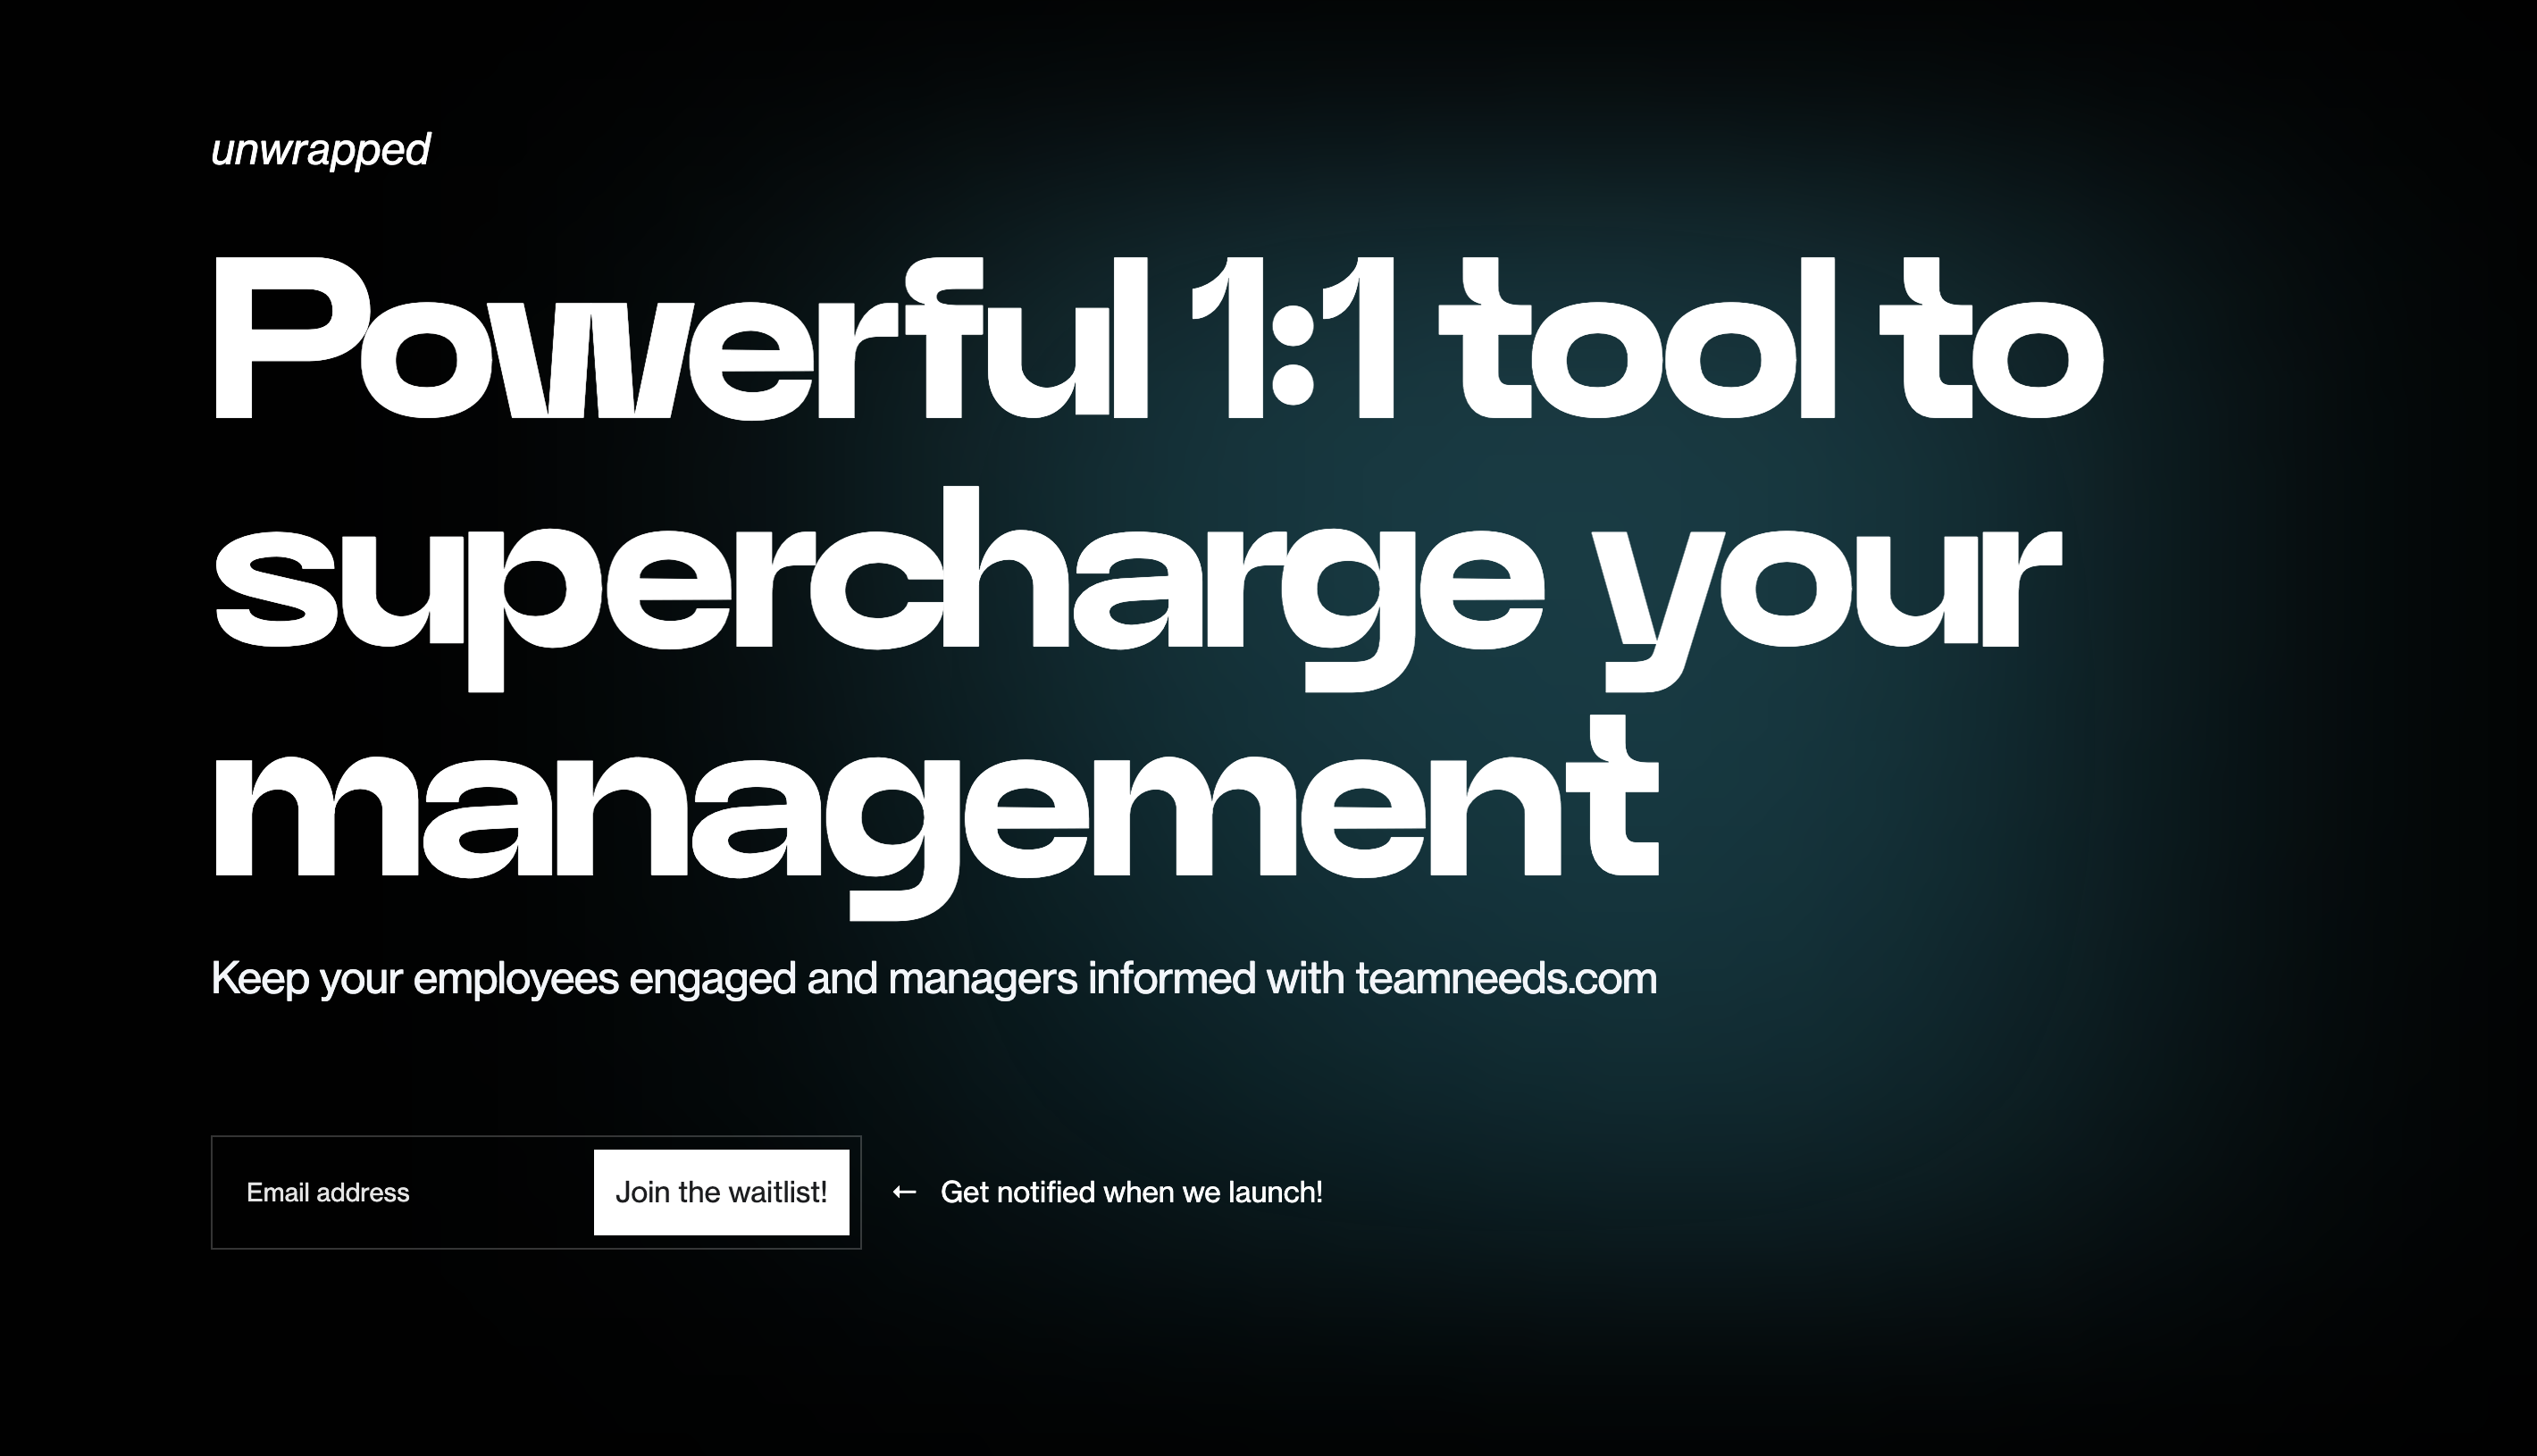 unwrapped
Powerful 1:1 tool to
supercharge your
management
Keep your employees engaged and managers informed with teamneeds.com
Email address
Join the waitlist!
← Get notified when we launch!